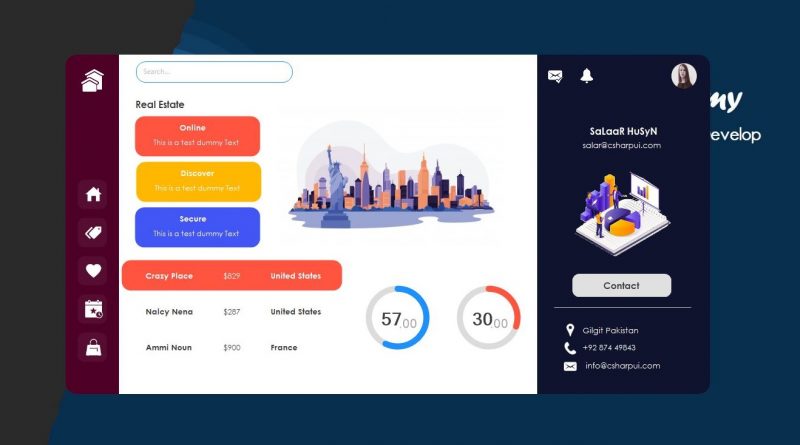 Search...
Real Estate
Online
This is a test dummy Text
Discover
This is a test dummy Text
Secure
This is a test dummy Text
Crazy Place $829 United States
Nalcy Nena $287 United States
Ammi Noun $900 France
57.00
30.00
SaLaaR HuSyN
salar@csharpui.com
Contact
Gilgit Pakistan
+92 874 49843
info@csharpui.com
my
evelop